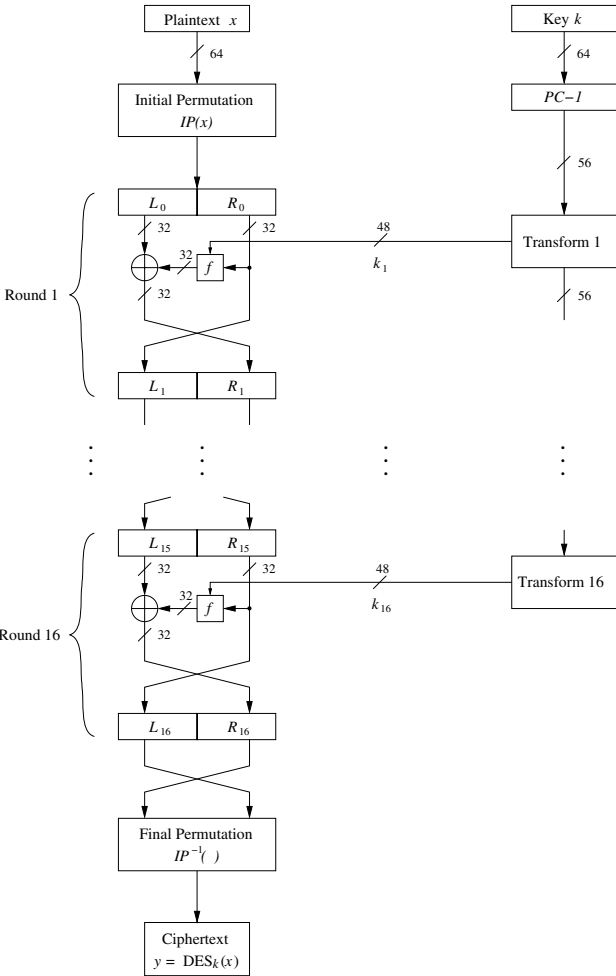 Plaintext x
Key k
64
64
Initial Permutation
IP(x)
PC−1
56
L0
R0
32
32
48
Transform 1
32
f
k1
32
56
Round 1
L1
R1
L15
R15
32
32
48
Transform 16
32
f
k16
32
Round 16
L16
R16
Final Permutation
IP−1( )
Ciphertext
y = DESk(x)